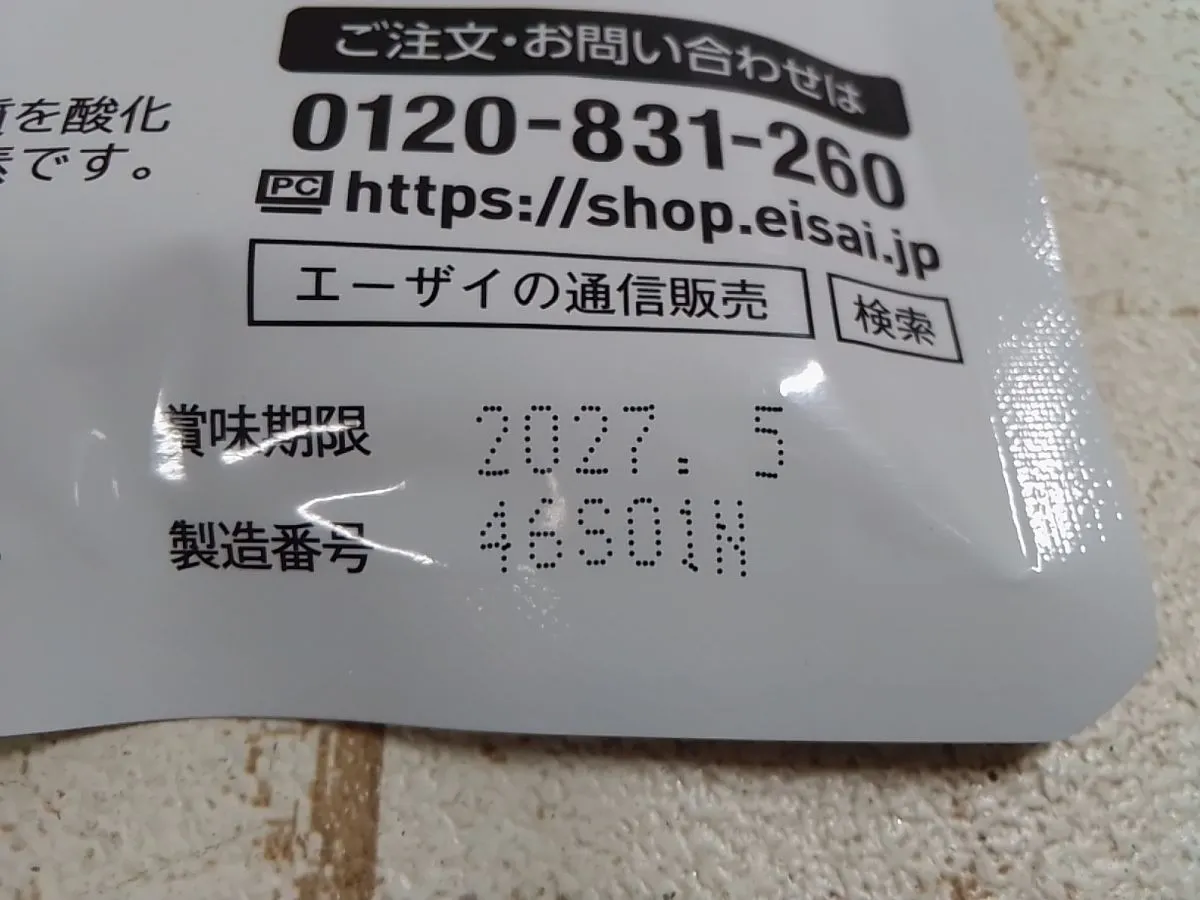 ご注文・お問い合わせは
0120-831-260
PC https://shop.eisai.jp
エーザイの通信販売 検索
を酸化
です。
賞味期限 2027. 5
製造番号 46S01N